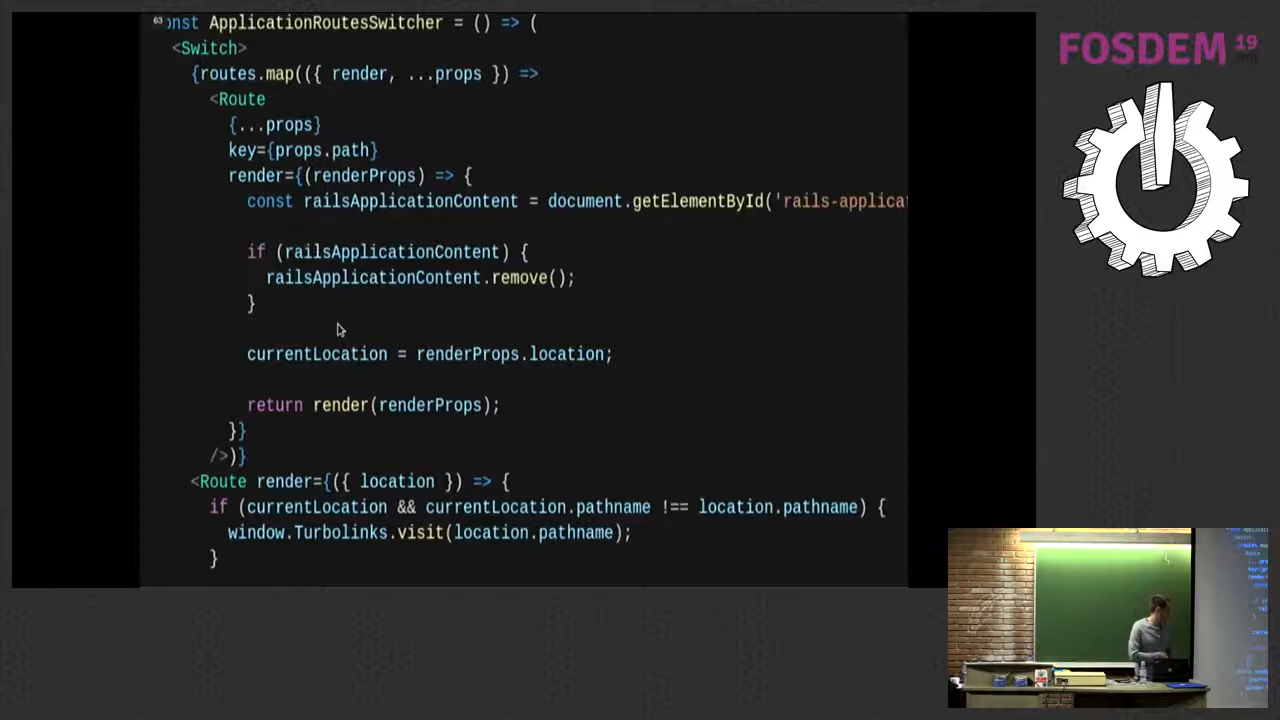 63
onst ApplicationRoutesSwitcher = () => (
<Switch>
{routes.map(({ render, ...props }) =>
<Route
{...props}
key={props.path}
render={(renderProps) => {
const railsApplicationContent = document.getElementById('rails-applica
if (railsApplicationContent) {
railsApplicationContent.remove();
}
currentLocation = renderProps.location;
return render(renderProps);
}}
/>)}
<Route render={({ location }) => {
if (currentLocation && currentLocation.pathname !== location.pathname) {
window.Turbolinks.visit(location.pathname);
}
FOSDEM 19